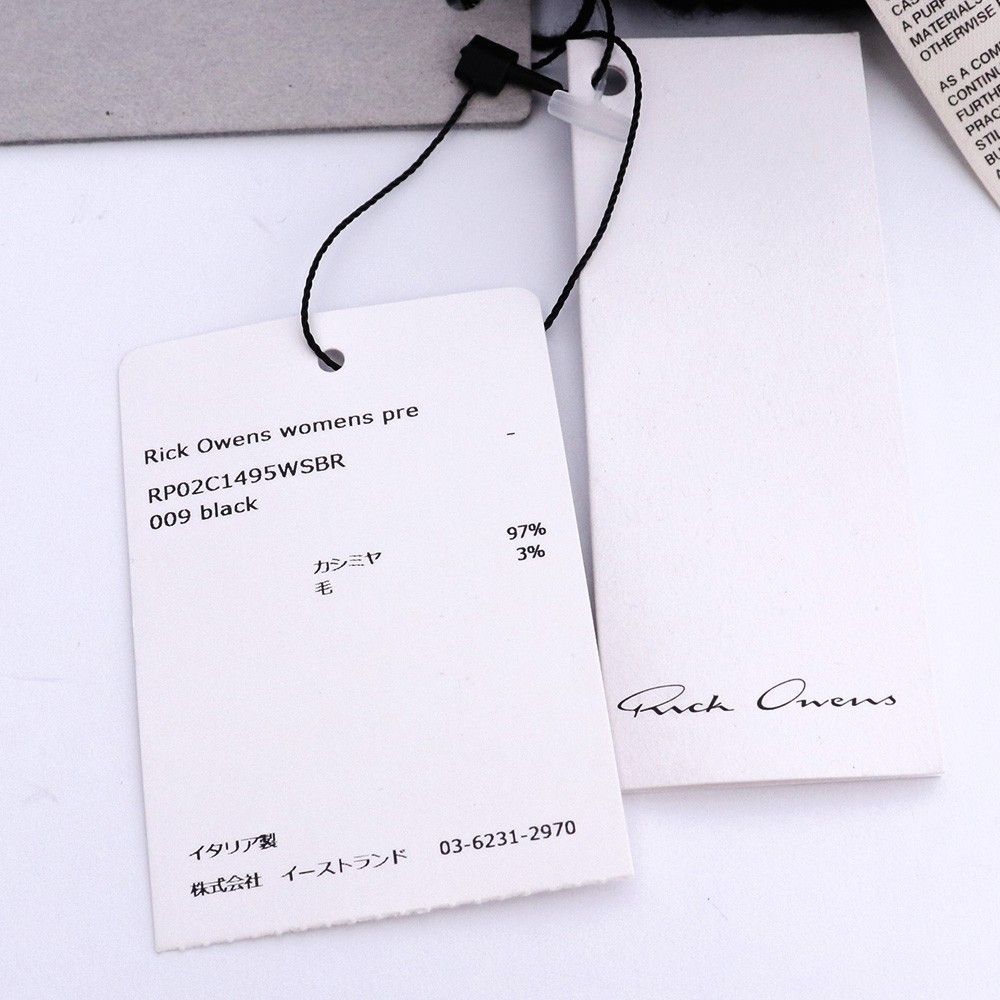 Rick Owens womens pre
-
RP02C1495WSBR
009 black
カシミヤ 97%
毛 3%
イタリア製
株式会社 イーストランド 03-6231-2970
Rick Owens
A PURP
MATERIALS
OTHERWISE
AS A COM
CONTINU
FURTHE
PRAC
STIL